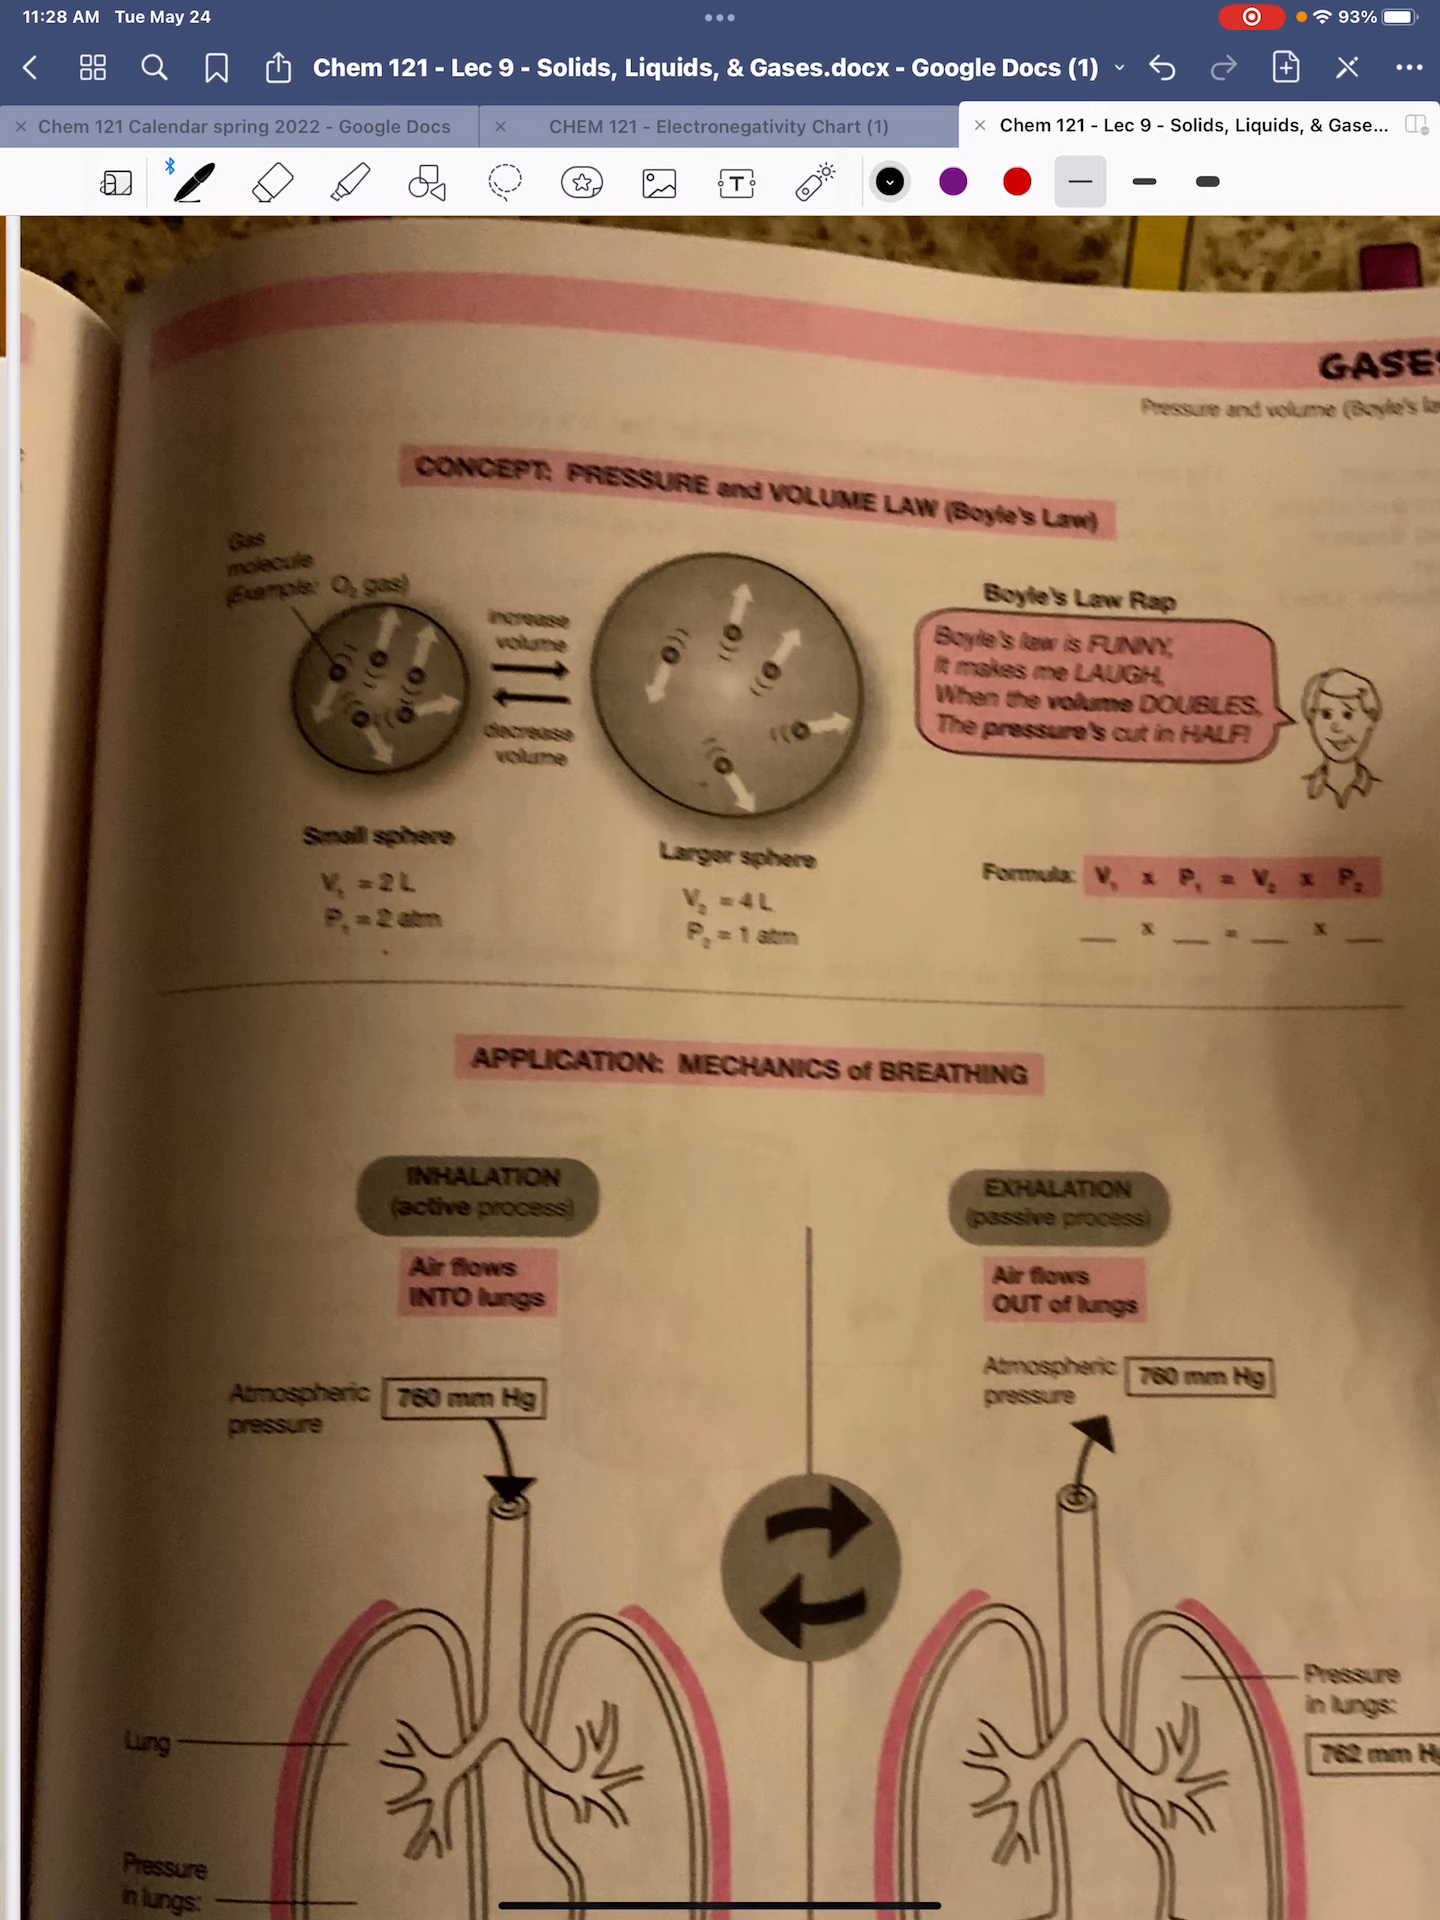 11:28 AM Tue May 24
93%
Chem 121 - Lec 9 - Solids, Liquids, & Gases.docx - Google Docs (1)
Chem 121 Calendar spring 2022 - Google Docs
CHEM 121 - Electronegativity Chart (1)
Chem 121 - Lec 9 - Solids, Liquids, & Gase...
T
GASES
Pressure and volume (Boyle's la
CONCEPT: PRESSURE and VOLUME LAW (Boyle's Law)
Gas
molecule
(Example: O₂ gas)
increase
volume
decrease
volume
Boyle's Law Rap
Boyle's law is FUNNY,
It makes me LAUGH,
When the volume DOUBLES,
The pressure's cut in HALF!
Small sphere
V₁ = 2 L
P₁ = 2 atm
Larger sphere
V₂ = 4 L
P₂ = 1 atm
Formula: V₁ x P₁ = V₂ x P₂
__ x __ = __ x __
APPLICATION: MECHANICS of BREATHING
INHALATION
(active process)
Air flows
INTO lungs
Atmospheric
pressure
760 mm Hg
Lung
Pressure
in lungs:
EXHALATION
(passive process)
Air flows
OUT of lungs
Atmospheric
pressure
760 mm Hg
Pressure
in lungs:
762 mm H